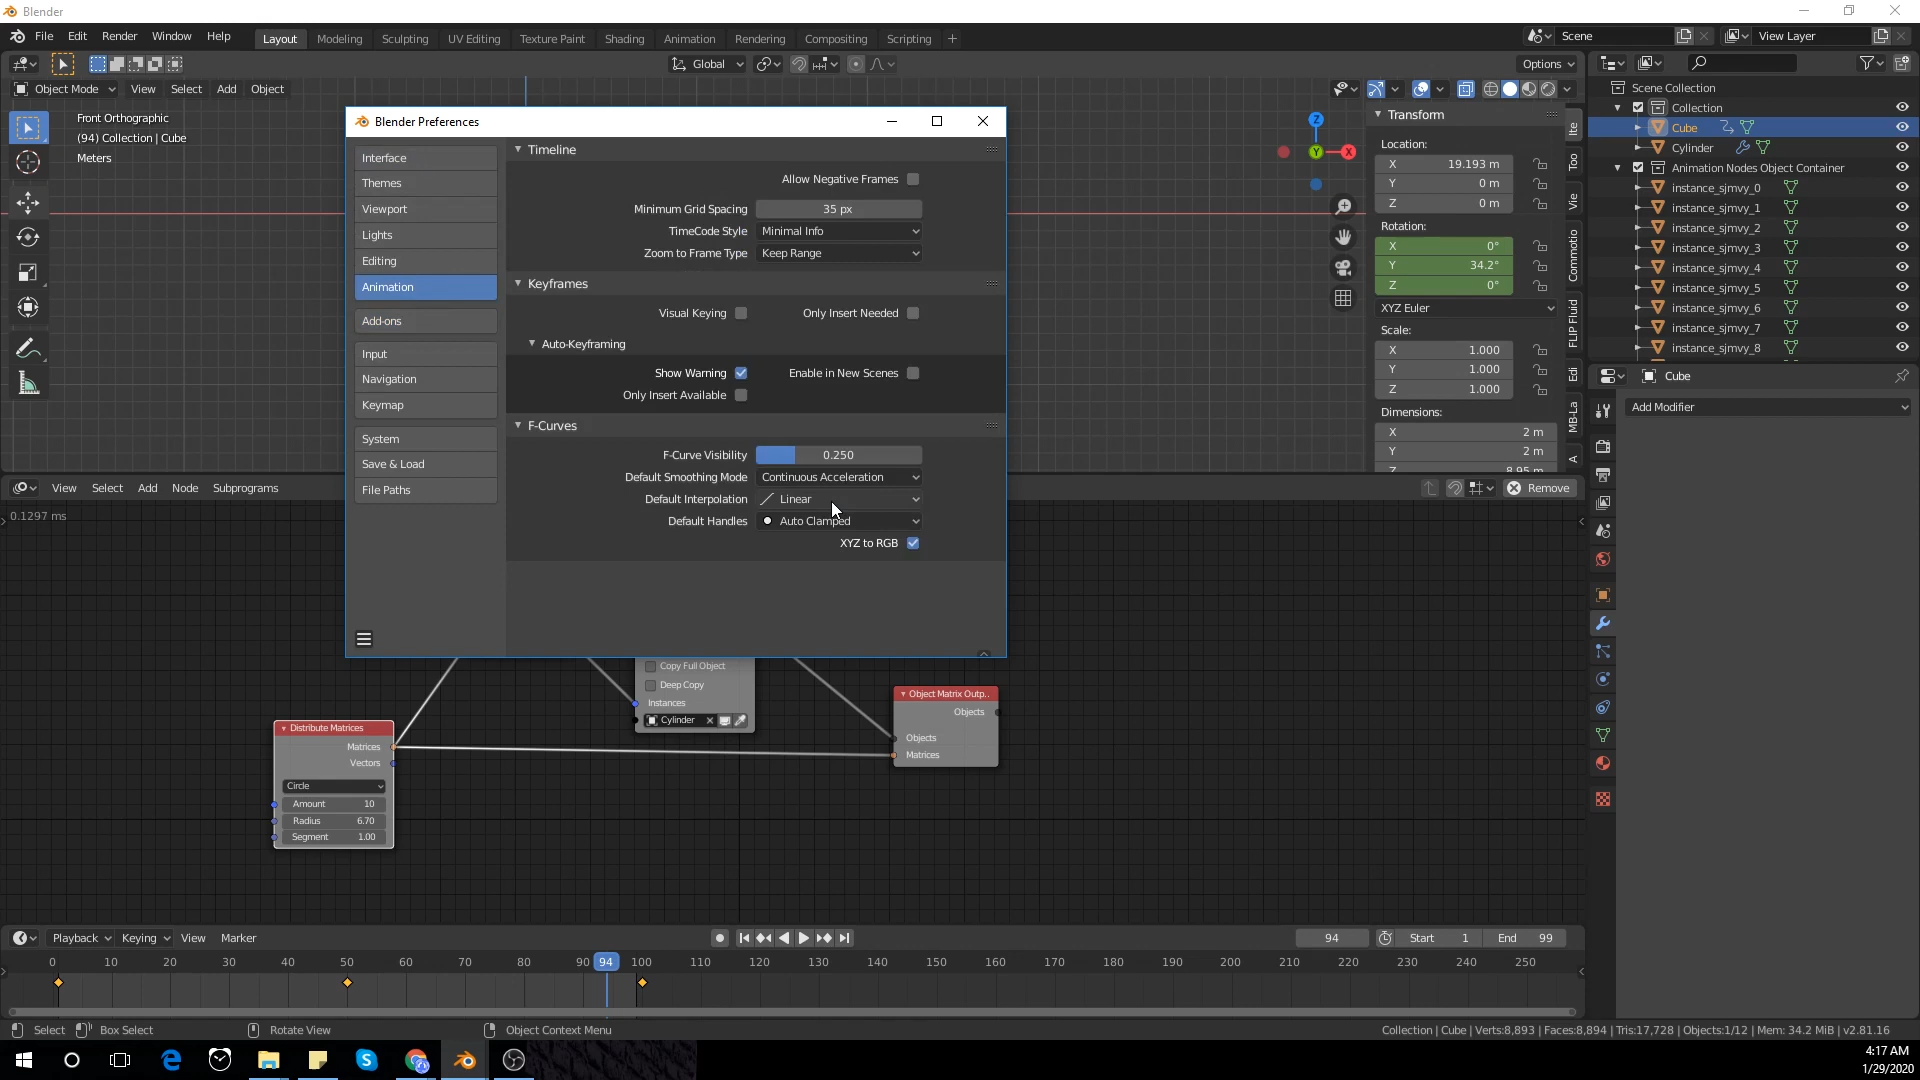 Blender
File Edit Render Window Help
Layout Modeling Sculpting UV Editing Texture Paint Shading Animation Rendering Compositing Scripting
Scene
View Layer
Global
Options
Object Mode View Select Add Object
Front Orthographic
(94) Collection | Cube
Meters
Blender Preferences
Interface
Themes
Viewport
Lights
Editing
Animation
Add-ons
Input
Navigation
Keymap
System
Save & Load
File Paths
Timeline
Allow Negative Frames
Minimum Grid Spacing 35 px
TimeCode Style Minimal Info
Zoom to Frame Type Keep Range
Keyframes
Visual Keying Only Insert Needed
Auto-Keyframing
Show Warning Enable in New Scenes
Only Insert Available
F-Curves
F-Curve Visibility 0.250
Default Smoothing Mode Continuous Acceleration
Default Interpolation Linear
Default Handles Auto Clamped
XYZ to RGB
Z
Y
X
Transform
Location:
X 19.193 m
Y 0 m
Z 0 m
Rotation:
X 0°
Y 34.2°
Z 0°
XYZ Euler
Scale:
X 1.000
Y 1.000
Z 1.000
Dimensions:
X 2 m
Y 2 m
Z 8.95 m
Ite
Too
Vie
Commotio
FLIP Fluid
Edi
MB-La
A
Scene Collection
Collection
Cube
Cylinder
Animation Nodes Object Container
instance_sjmvy_0
instance_sjmvy_1
instance_sjmvy_2
instance_sjmvy_3
instance_sjmvy_4
instance_sjmvy_5
instance_sjmvy_6
instance_sjmvy_7
instance_sjmvy_8
Cube
Add Modifier
View Select Add Node Subprograms
Remove
0.1297 ms
Copy Full Object
Deep Copy
Instances
Cylinder
Distribute Matrices
Matrices
Vectors
Circle
Amount 10
Radius 6.70
Segment 1.00
Object Matrix Outp..
Objects
Objects
Matrices
Playback Keying View Marker
94
Start 1 End 99
0 10 20 30 40 50 60 70 80 90 94 100 110 120 130 140 150 160 170 180 190 200 210 220 230 240 250
Select Box Select Rotate View Object Context Menu
Collection | Cube | Verts:8,893 | Faces:8,894 | Tris:17,728 | Objects:1/12 | Mem: 34.2 MiB | v2.81.16
4:17 AM
1/29/2020